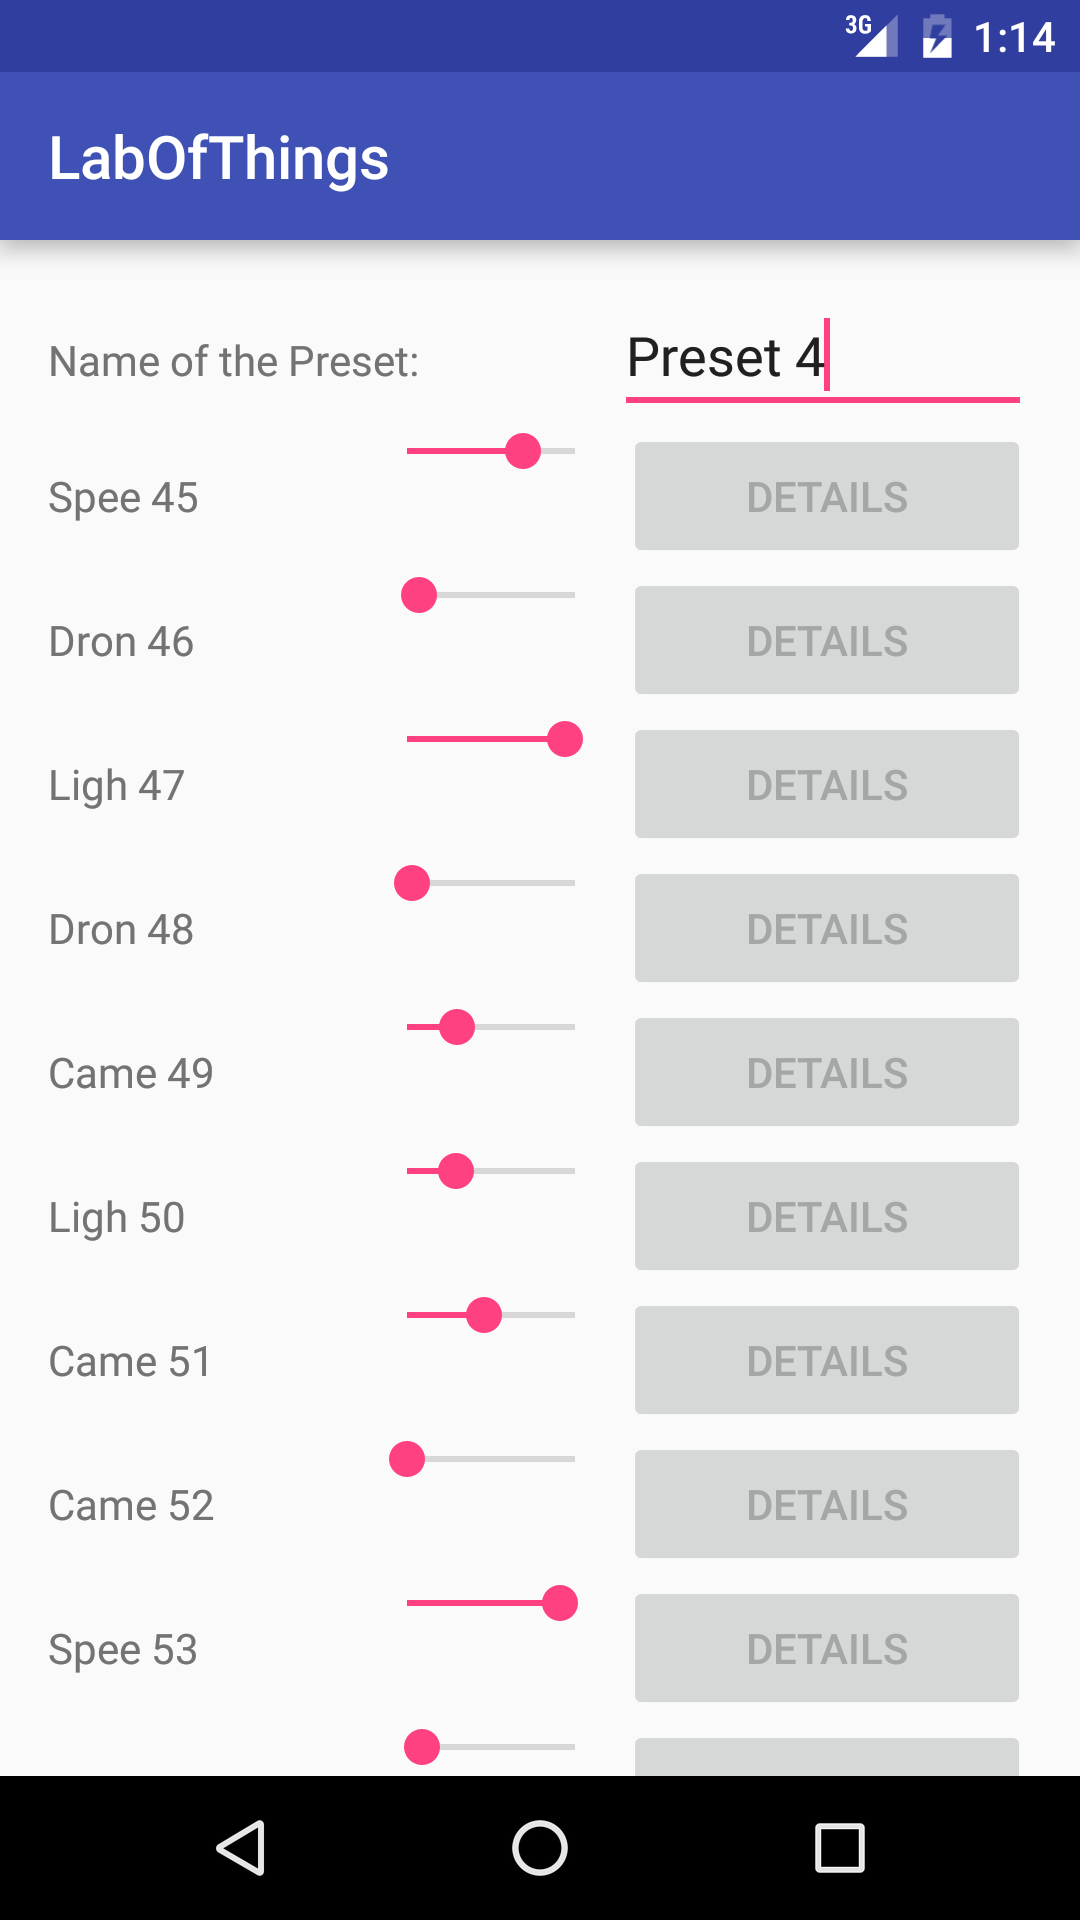 3G 1:14
LabOfThings
Name of the Preset: Preset 4
Spee 45 DETAILS
Dron 46 DETAILS
Ligh 47 DETAILS
Dron 48 DETAILS
Came 49 DETAILS
Ligh 50 DETAILS
Came 51 DETAILS
Came 52 DETAILS
Spee 53 DETAILS